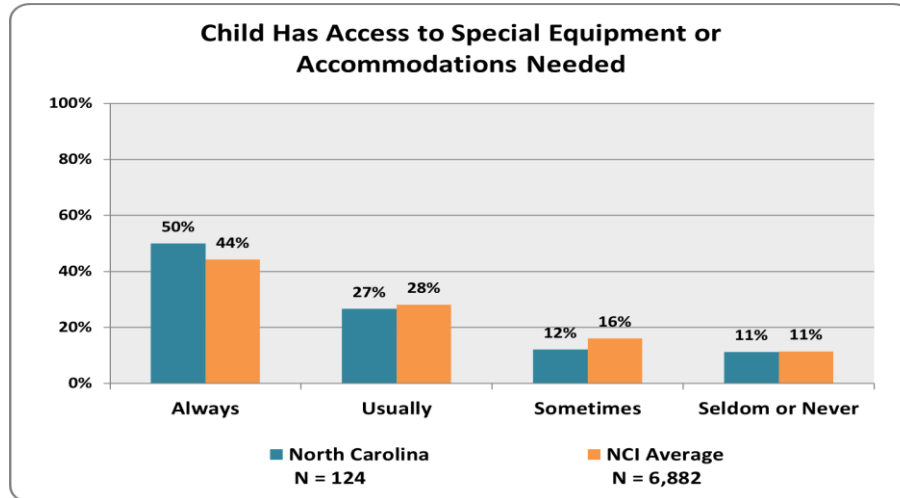 Child Has Access to Special Equipment or
Accommodations Needed
100%
80%
60%
40%
20%
0%
50%
44%
27%
28%
12%
16%
11%
11%
Always
Usually
Sometimes
Seldom or Never
North Carolina
N = 124
NCI Average
N = 6,882